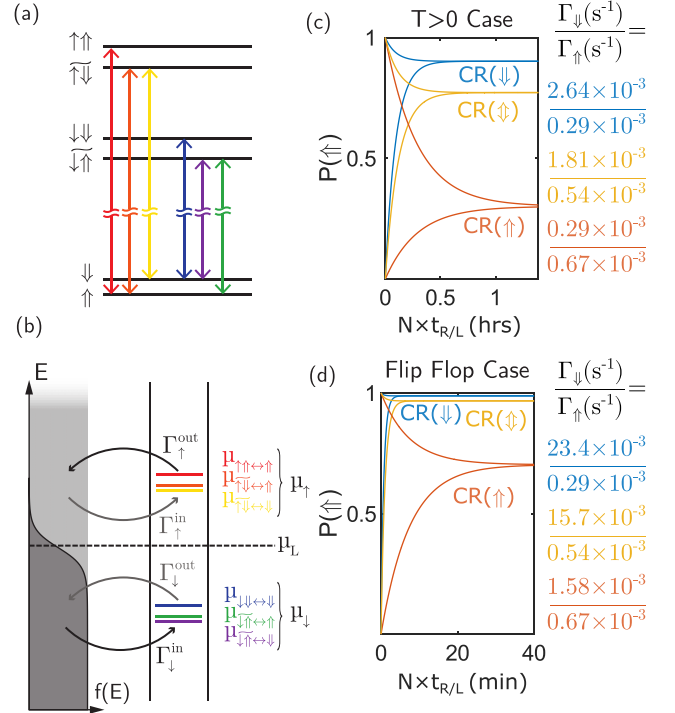 (a)
↑⇑
↑͠⇓
↓⇓
↓͠⇑
⇓
⇑
(b)
E
Γ↑^out
Γ↑^in
μ↑⇑↔⇑
μ↑͠⇓↔⇑
μ↑͠⇓↔⇓
} μ↑
μ_L
Γ↓^out
Γ↓^in
μ↓⇓↔⇓
μ↓͠⇑↔⇑
μ↓͠⇑↔⇓
} μ↓
f(E)
(c)
T>0 Case
1
0.5
P(⇑)
CR(⇓)
CR(⇕)
CR(⇑)
0
0.5
1
N×t_R/L (hrs)
Γ⇓(s⁻¹)
Γ⇑(s⁻¹)
=
2.64×10⁻³
0.29×10⁻³
1.81×10⁻³
0.54×10⁻³
0.29×10⁻³
0.67×10⁻³
(d)
Flip Flop Case
1
0.5
P(⇑)
CR(⇓)
CR(⇕)
CR(⇑)
0
20
40
N×t_R/L (min)
Γ⇓(s⁻¹)
Γ⇑(s⁻¹)
=
23.4×10⁻³
0.29×10⁻³
15.7×10⁻³
0.54×10⁻³
1.58×10⁻³
0.67×10⁻³